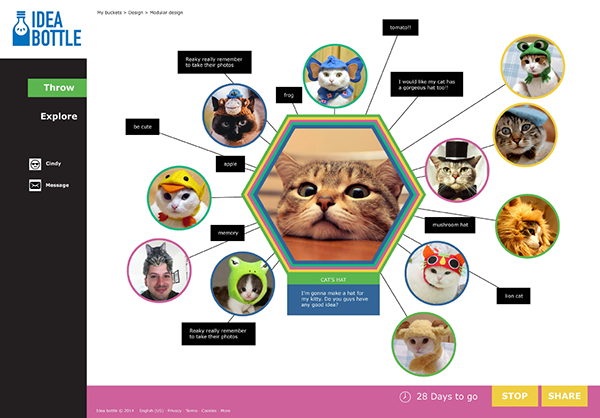 IDEA
BOTTLE
My buckets > Design > Modular design
Throw
Explore
Cindy
Message
tomato!!
Reaky really remember
to take their photos
I would like my cat has
a gorgeous hat too!!
frog
be cute
apple
memory
mushroom hat
lion cat
CAT'S HAT
I'm gonna make a hat for
my kitty. Do you guys have
any good idea?
Reaky really remember
to take their photos
28 Days to go
STOP
SHARE
Idea bottle © 2014 English (US) · Privacy · Terms · Cookies · More